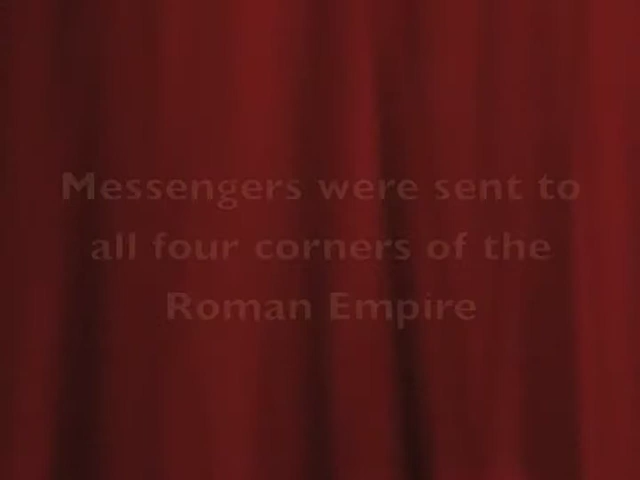 Messengers were sent to
all four corners of the
Roman Empire